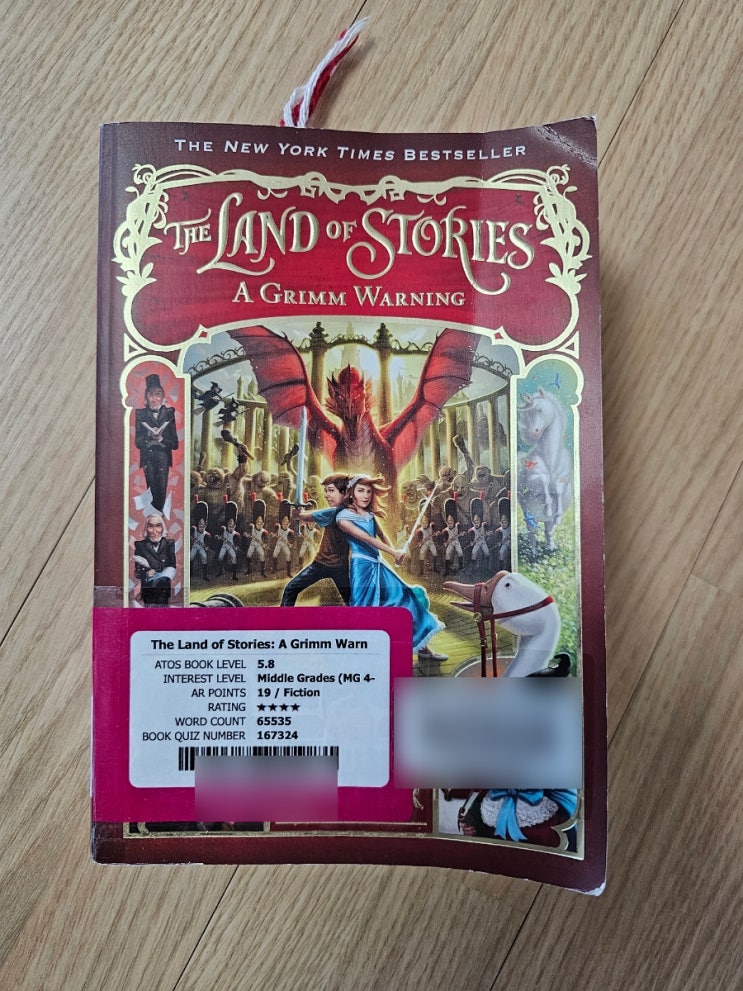 THE NEW YORK TIMES BESTSELLER
THE LAND OF STORIES
A GRIMM WARNING
The Land of Stories: A Grimm Warn
ATOS BOOK LEVEL 5.8
INTEREST LEVEL Middle Grades (MG 4-
AR POINTS 19 / Fiction
RATING ★★★★
WORD COUNT 65535
BOOK QUIZ NUMBER 167324